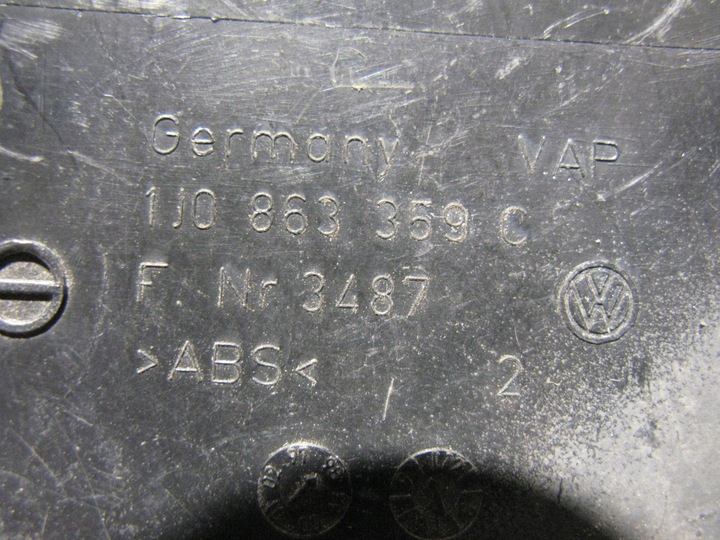 Germany VAP
1J0 863 359 C
F Nr 3487
>ABS<
2